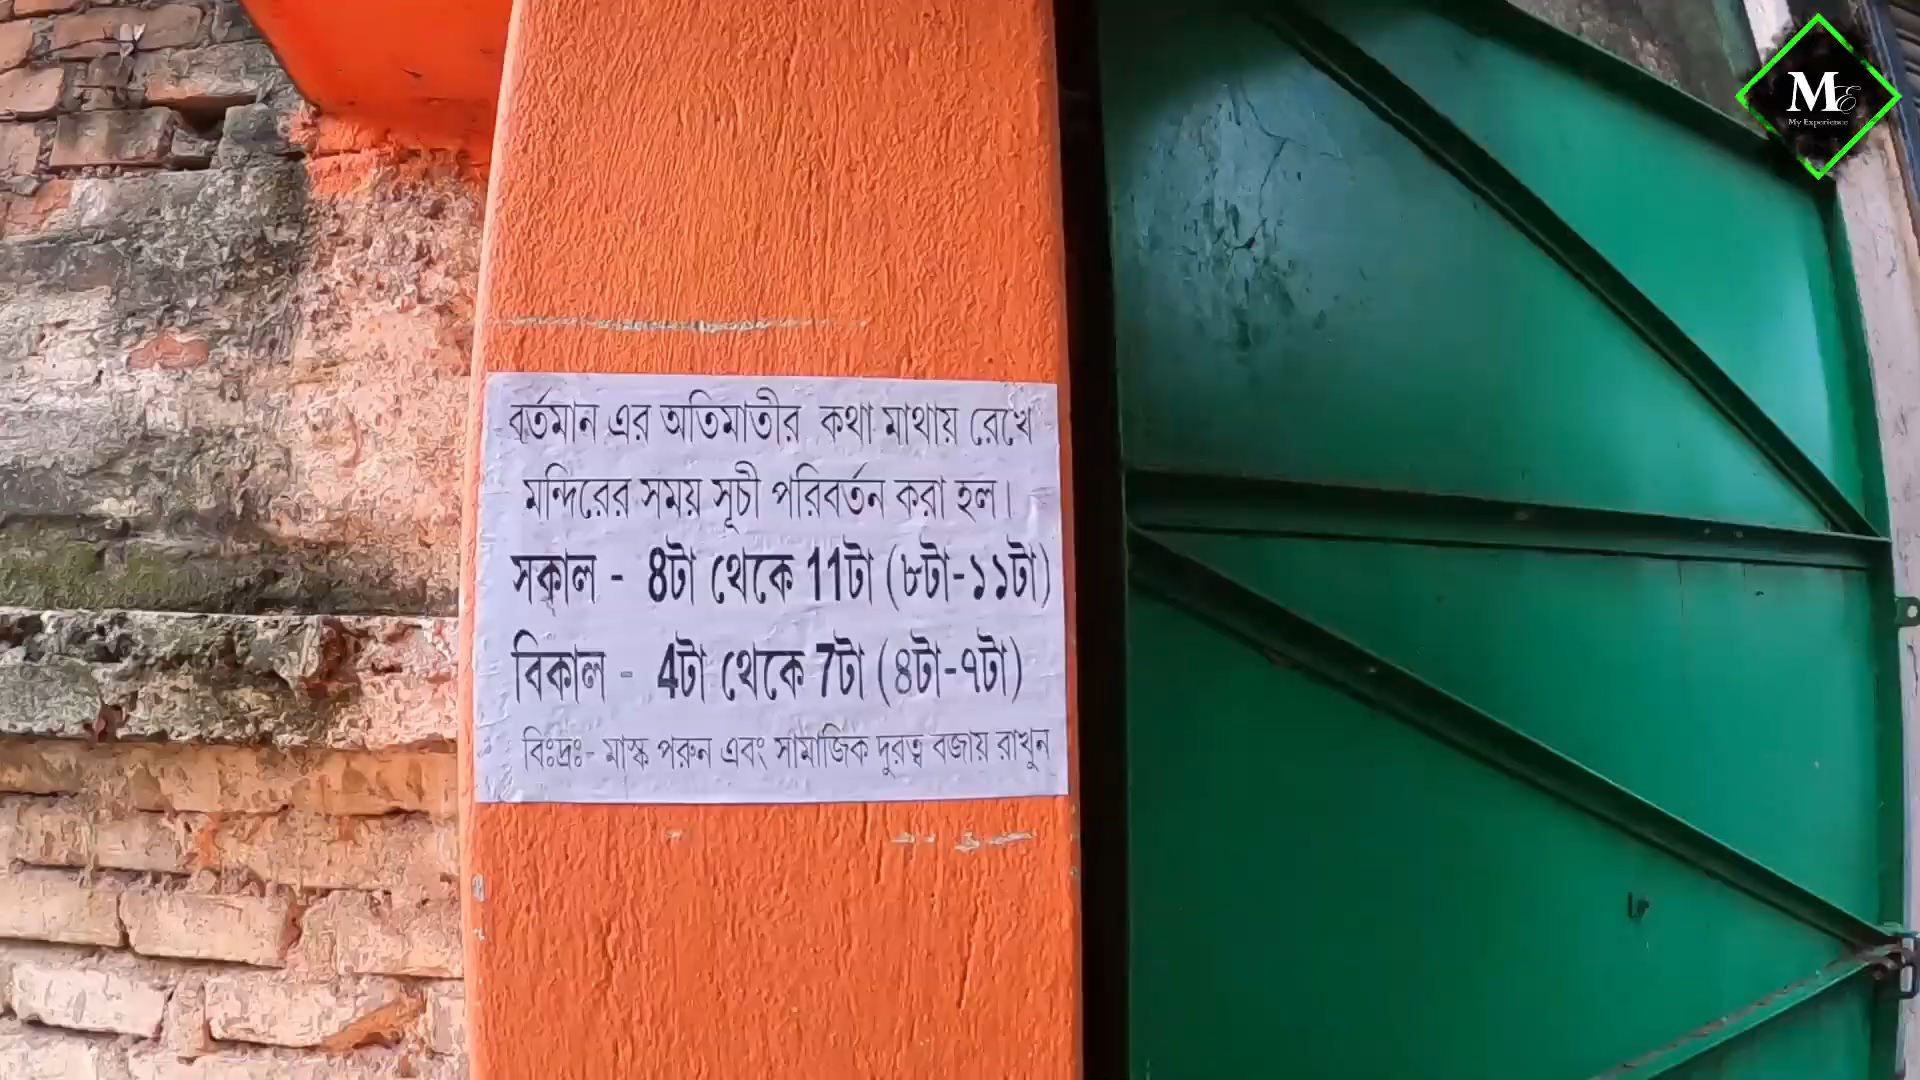 বর্তমান এর অতিমাতীর কথা মাথায় রেখে
মন্দিরের সময় সূচী পরিবর্তন করা হল।
সকাল - 8টা থেকে 11টা (৮টা-১১টা)
বিকাল - 4টা থেকে 7টা (৪টা-৭টা)
বিঃদ্রঃ- মাস্ক পরুন এবং সামাজিক দুরত্ব বজায় রাখুন
ME
My Experience